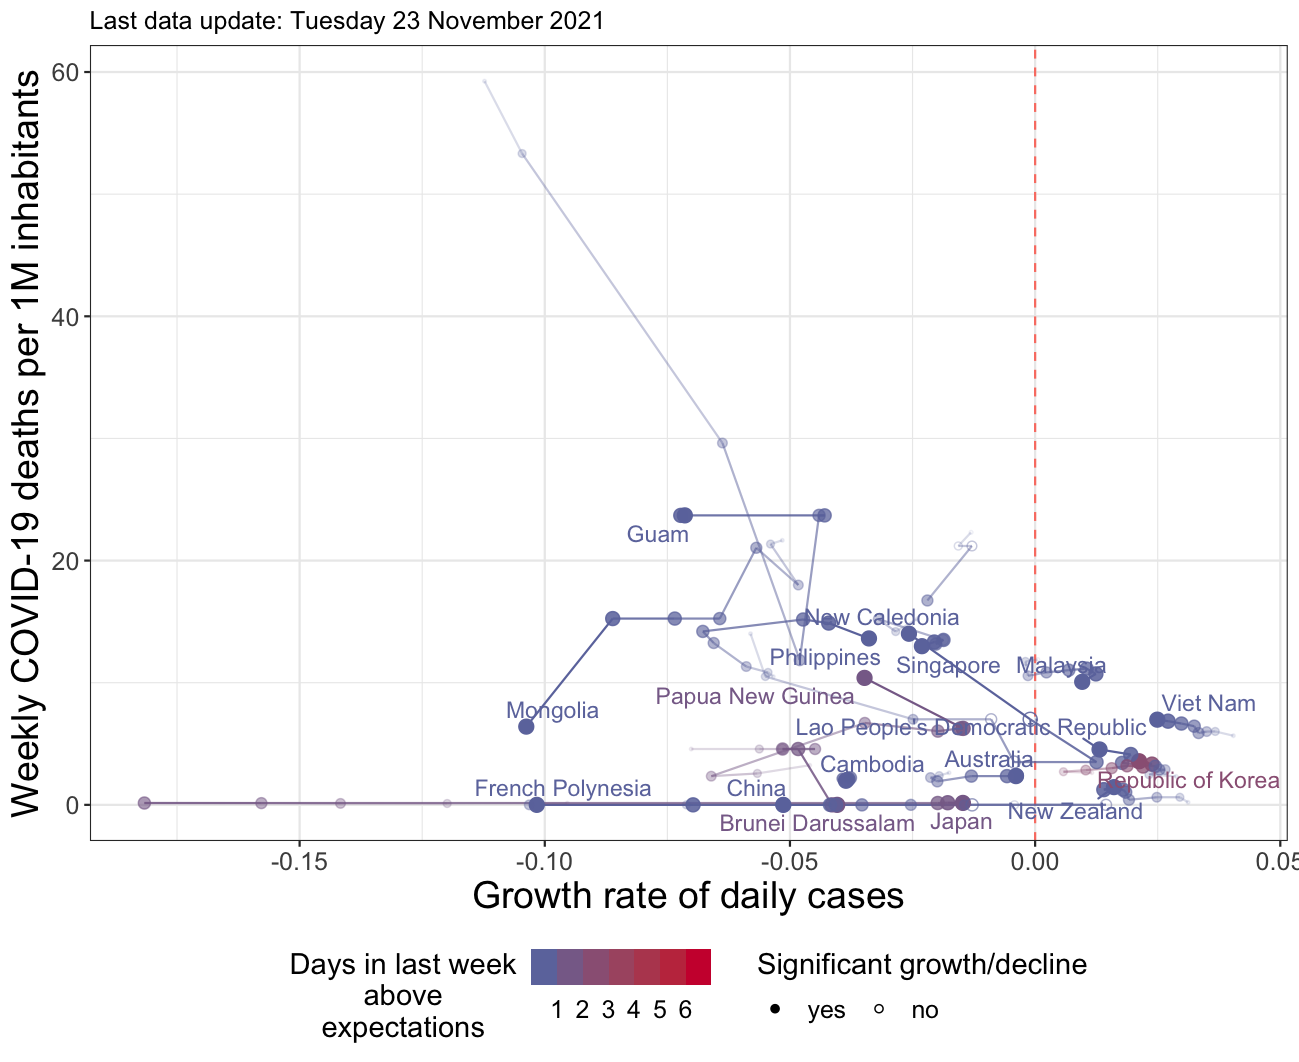 Last data update: Tuesday 23 November 2021
Weekly COVID-19 deaths per 1M inhabitants
60
40
20
0
Guam
New Caledonia
Philippines
Singapore
Malaysia
Papua New Guinea
Mongolia
Viet Nam
Lao People's Democratic Republic
Cambodia
Australia
French Polynesia
China
Republic of Korea
New Zealand
Brunei Darussalam
Japan
-0.15
-0.10
-0.05
0.00
0.05
Growth rate of daily cases
Days in last week
above
expectations
1 2 3 4 5 6
Significant growth/decline
yes no